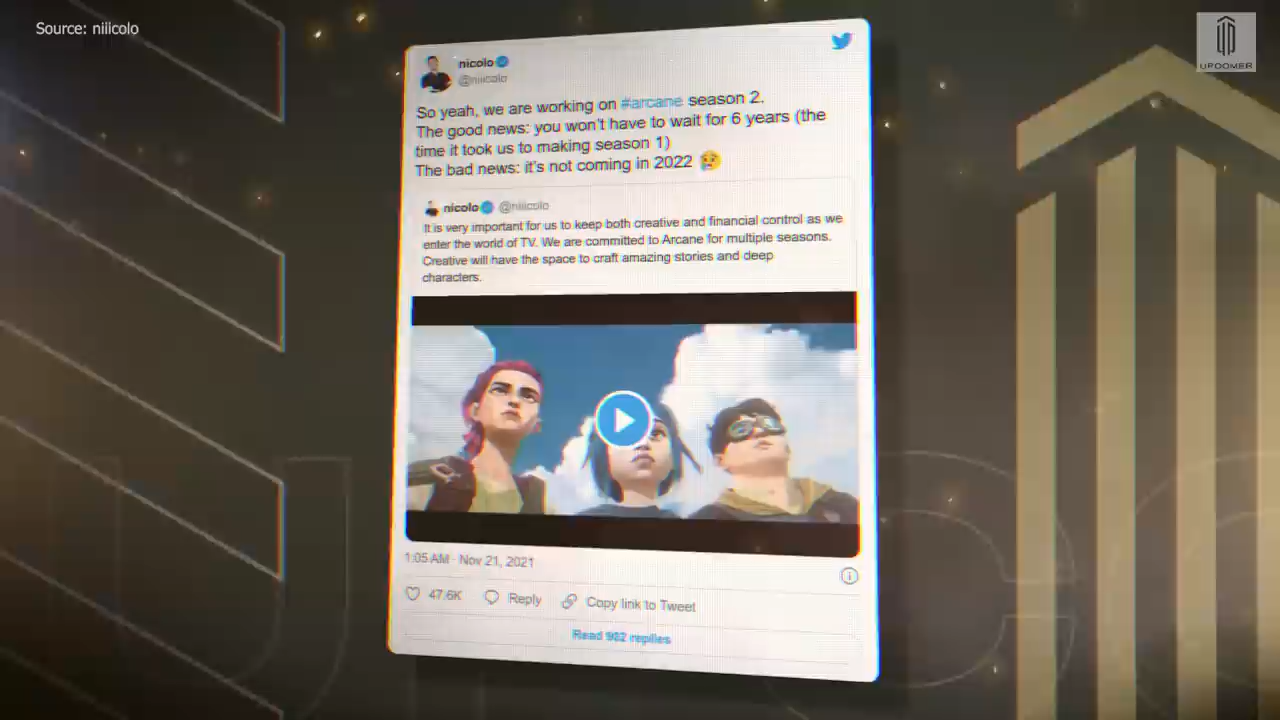 Source: niiicolo
UPCOMER
nicolo
@niiicolo
So yeah, we are working on #arcane season 2.
The good news: you won't have to wait for 6 years (the
time it took us to making season 1)
The bad news: it's not coming in 2022 😢
nicolo @niiicolo
It is very important for us to keep both creative and financial control as we
enter the world of TV. We are committed to Arcane for multiple seasons.
Creative will have the space to craft amazing stories and deep
characters.
1:05 AM · Nov 21, 2021
47.6K Reply Copy link to Tweet
Read 982 replies